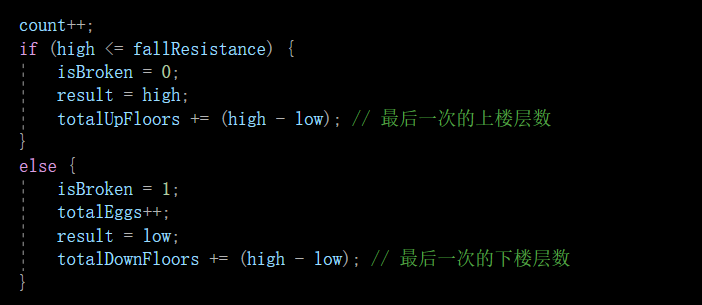 count++;
if (high <= fallResistance) {
isBroken = 0;
result = high;
totalUpFloors += (high - low); // 最后一次的上楼层数
}
else {
isBroken = 1;
totalEggs++;
result = low;
totalDownFloors += (high - low); // 最后一次的下楼层数
}